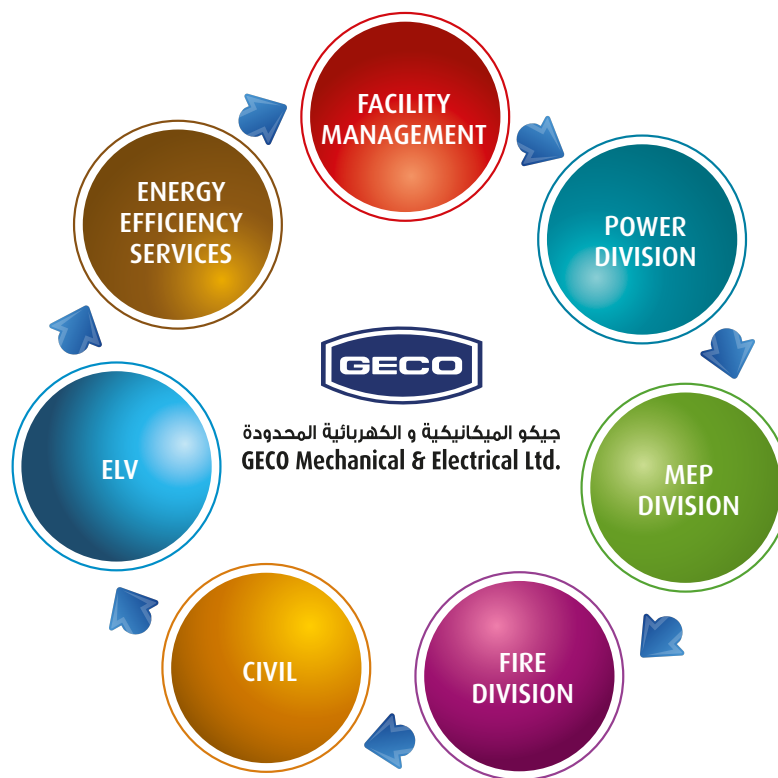 FACILITY
MANAGEMENT
ENERGY
EFFICIENCY
SERVICES
POWER
DIVISION
GECO
جيكو الميكانيكية و الكهربائية المحدودة
GECO Mechanical & Electrical Ltd.
ELV
MEP
DIVISION
CIVIL
FIRE
DIVISION